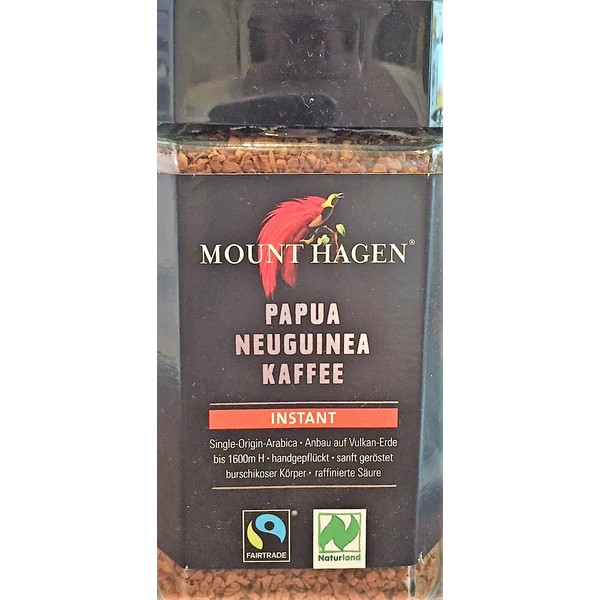 MOUNT HAGEN®
PAPUA
NEUGUINEA
KAFFEE
INSTANT
Single-Origin-Arabica • Anbau auf Vulkan-Erde
bis 1600m H • handgepflückt • sanft geröstet
burschikoser Körper • raffinierte Säure
®
FAIRTRADE
Naturland